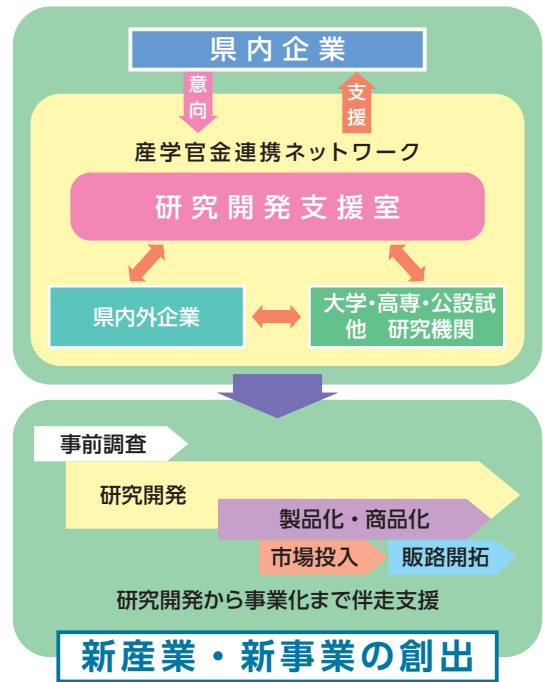 県内企業
意向
支援
産学官金連携ネットワーク
研究開発支援室
県内外企業
大学・高専・公設試
他　研究機関
事前調査
研究開発
製品化・商品化
市場投入
販路開拓
研究開発から事業化まで伴走支援
新産業・新事業の創出